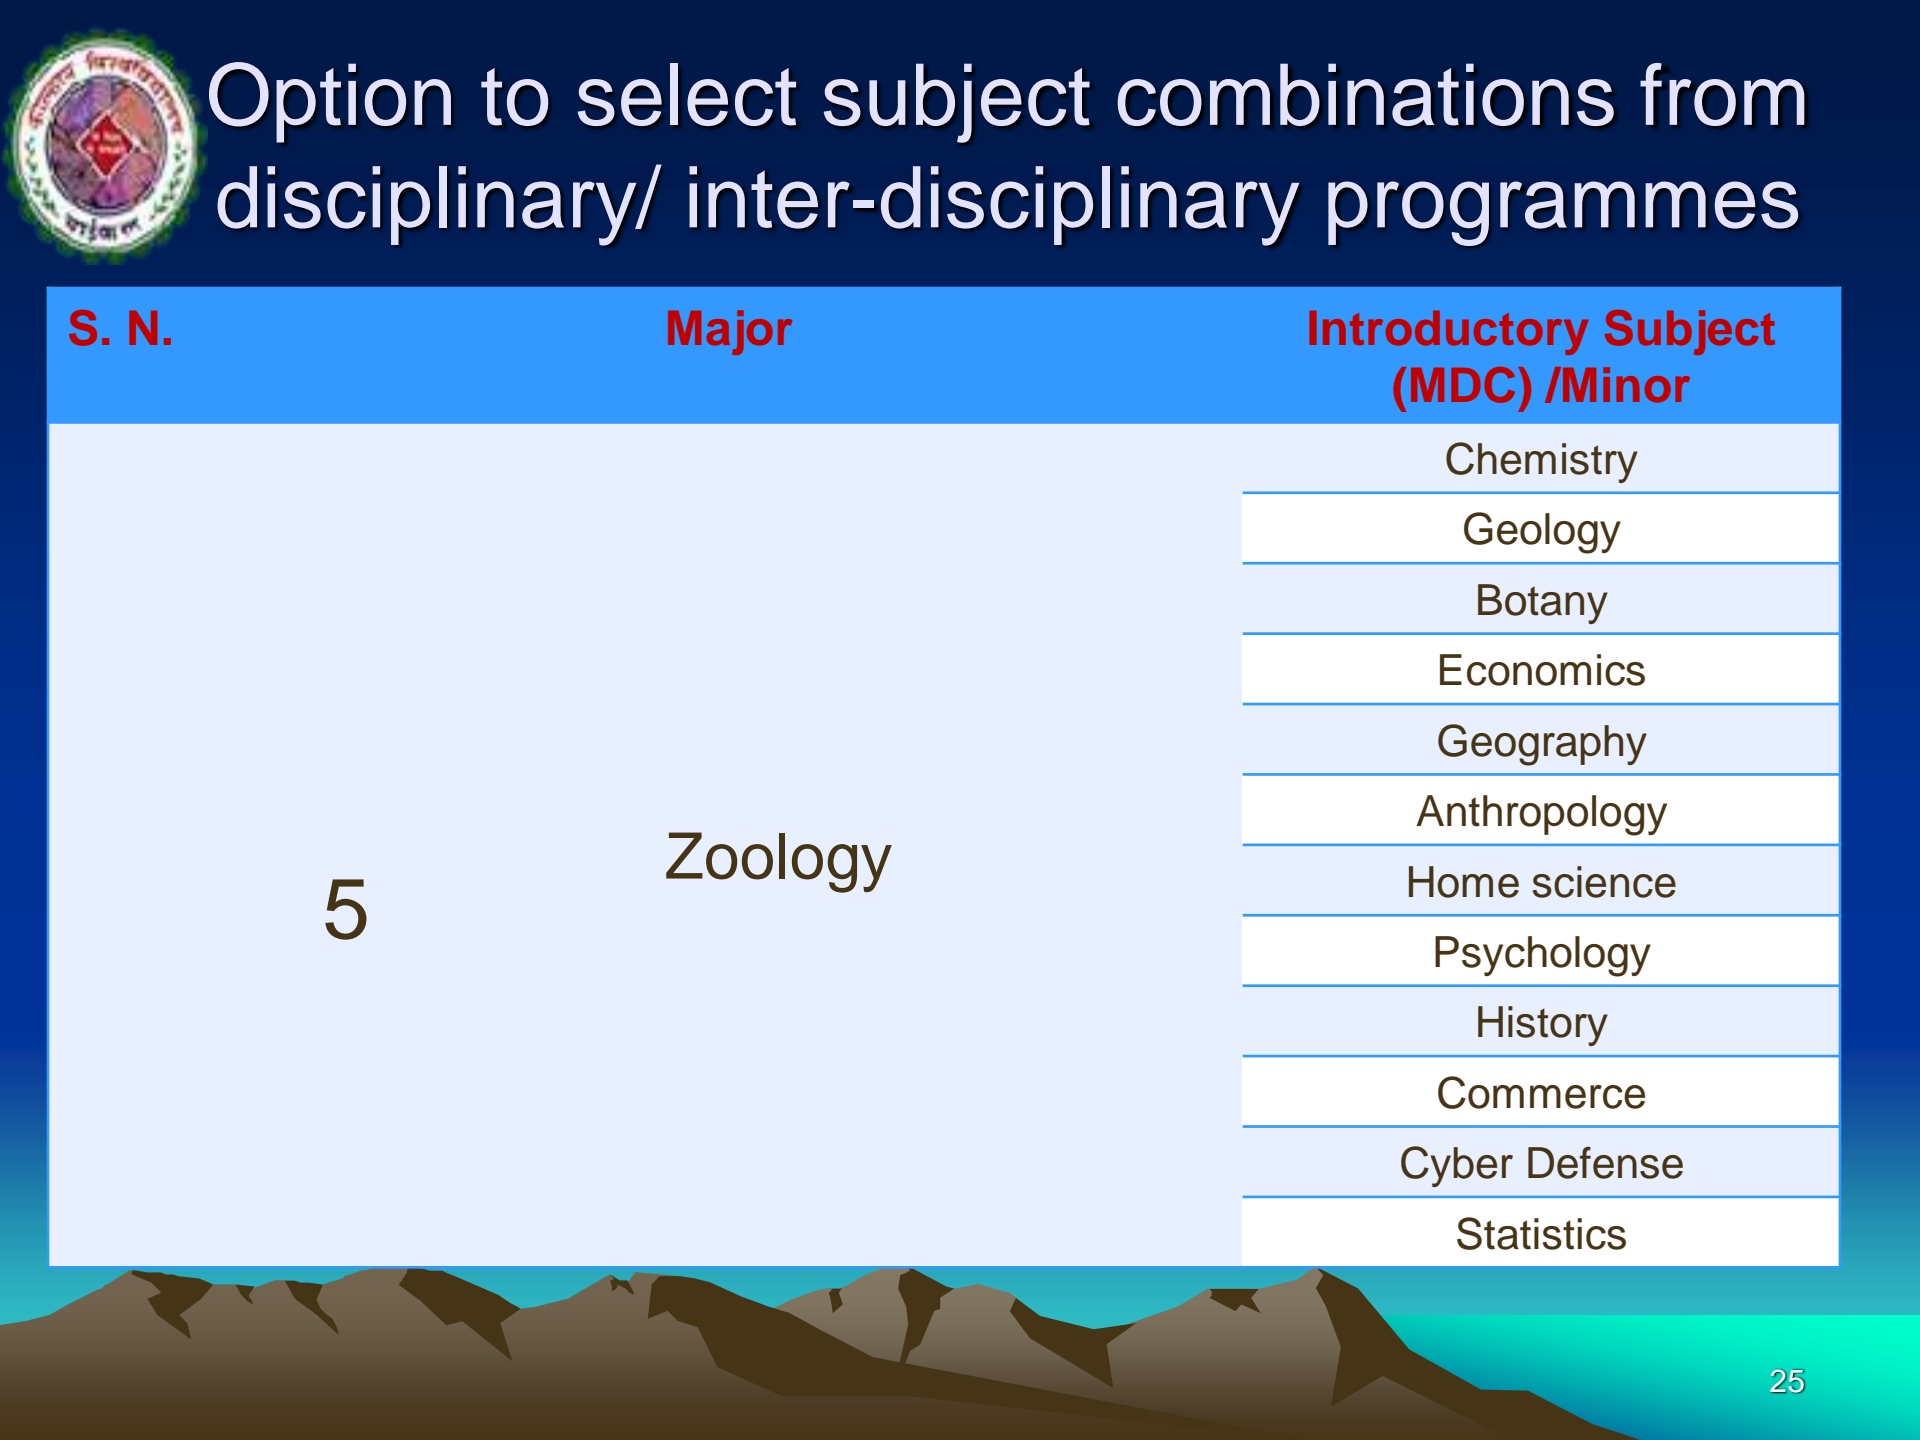 Option to select subject combinations from
disciplinary/ inter-disciplinary programmes
S. N.
Major
Introductory Subject
(MDC) /Minor
5
Zoology
Chemistry
Geology
Botany
Economics
Geography
Anthropology
Home science
Psychology
History
Commerce
Cyber Defense
Statistics
25